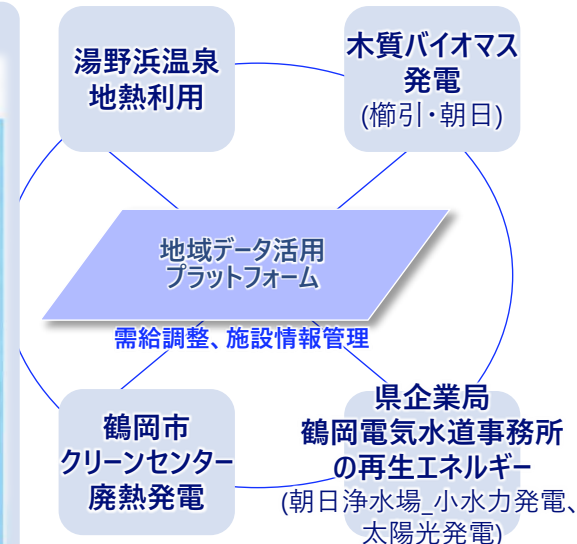 湯野浜温泉
地熱利用
木質バイオマス
発電
(櫛引・朝日)
地域データ活用
プラットフォーム
需給調整、施設情報管理
鶴岡市
クリーンセンター
廃熱発電
県企業局
鶴岡電気水道事務所
の再生エネルギー
(朝日浄水場_小水力発電、
太陽光発電)